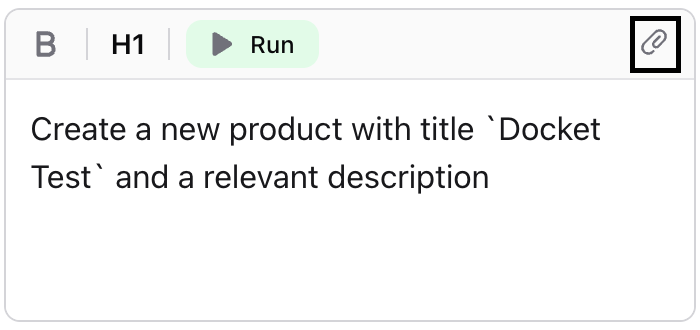 B H1 Run
Create a new product with title `Docket
Test` and a relevant description